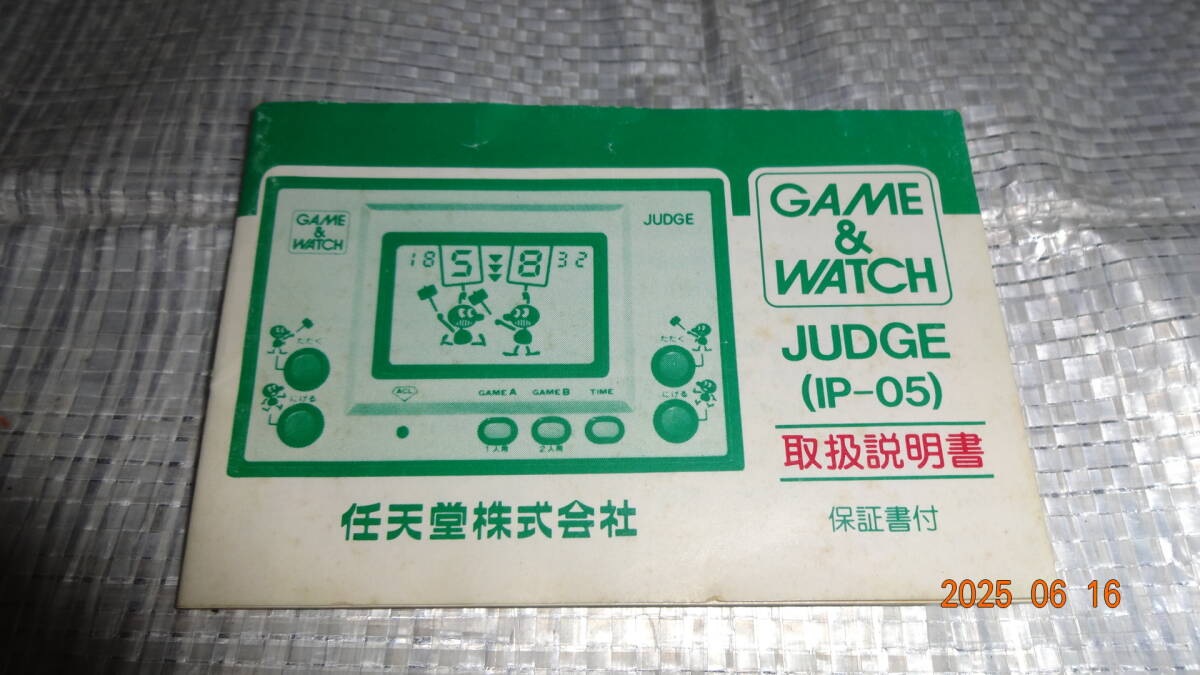 GAME
&
WATCH
JUDGE
18 5 8 32
たたく
たたく
にげる
にげる
ACL
GAME A GAME B TIME
1人用 2人用
GAME
&
WATCH
JUDGE
(IP-05)
取扱説明書
任天堂株式会社
保証書付
2025 06 16